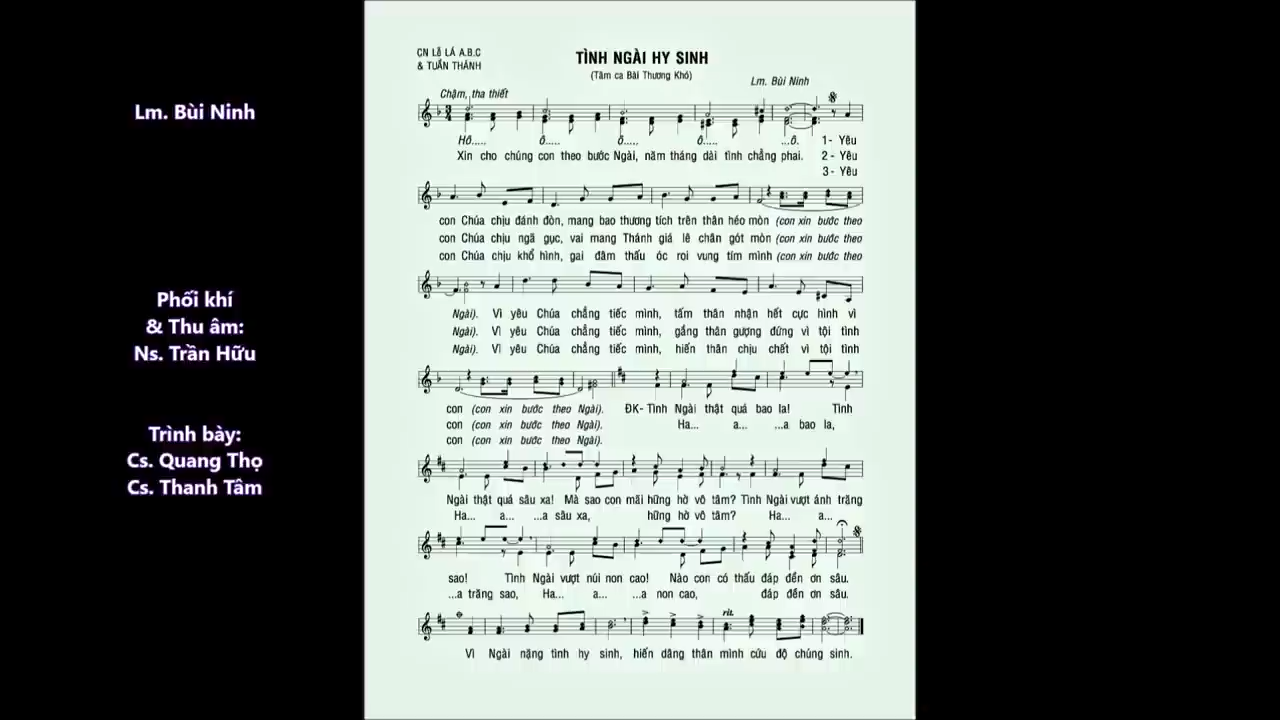 Lm. Bùi Ninh
Phối khí
& Thu âm:
Ns. Trần Hữu
Trình bày:
Cs. Quang Thọ
Cs. Thanh Tâm
CN Lễ LÁ A.B.C
& TUẦN THÁNH
TÌNH NGÀI HY SINH
(Tâm ca Bài Thương Khó)
Lm. Bùi Ninh
Chậm, tha thiết
Hô..... ô..... ô..... ô..... ...ô. 1- Yêu
Xin cho chúng con theo bước Ngài, năm tháng dài tình chẳng phai. 2- Yêu
3- Yêu
con Chúa chịu đánh đòn, mang bao thương tích trên thân héo mòn (con xin bước theo
con Chúa chịu ngã gục, vai mang Thánh giá lê chân gót mòn (con xin bước theo
con Chúa chịu khổ hình, gai đâm thấu óc roi vung tím mình (con xin bước theo
Ngài). Vì yêu Chúa chẳng tiếc mình, tấm thân nhận hết cực hình vì
Ngài). Vì yêu Chúa chẳng tiếc mình, gắng thân gượng đứng vì tội tình
Ngài). Vì yêu Chúa chẳng tiếc mình, hiến thân chịu chết vì tội tình
con (con xin bước theo Ngài). ĐK-Tình Ngài thật quá bao la! Tình
con (con xin bước theo Ngài). Ha... a... ...a bao la,
con (con xin bước theo Ngài).
Ngài thật quá sâu xa! Mà sao con mãi hững hờ vô tâm? Tình Ngài vượt ánh trăng
Ha... a... ...a sâu xa, hững hờ vô tâm? Ha... a...
sao! Tình Ngài vượt núi non cao! Nào con có thấu đáp đền ơn sâu.
...a trăng sao, Ha... a... ...a non cao, đáp đền ơn sâu.
rit.
Vì Ngài nặng tình hy sinh, hiến dâng thân mình cứu độ chúng sinh.